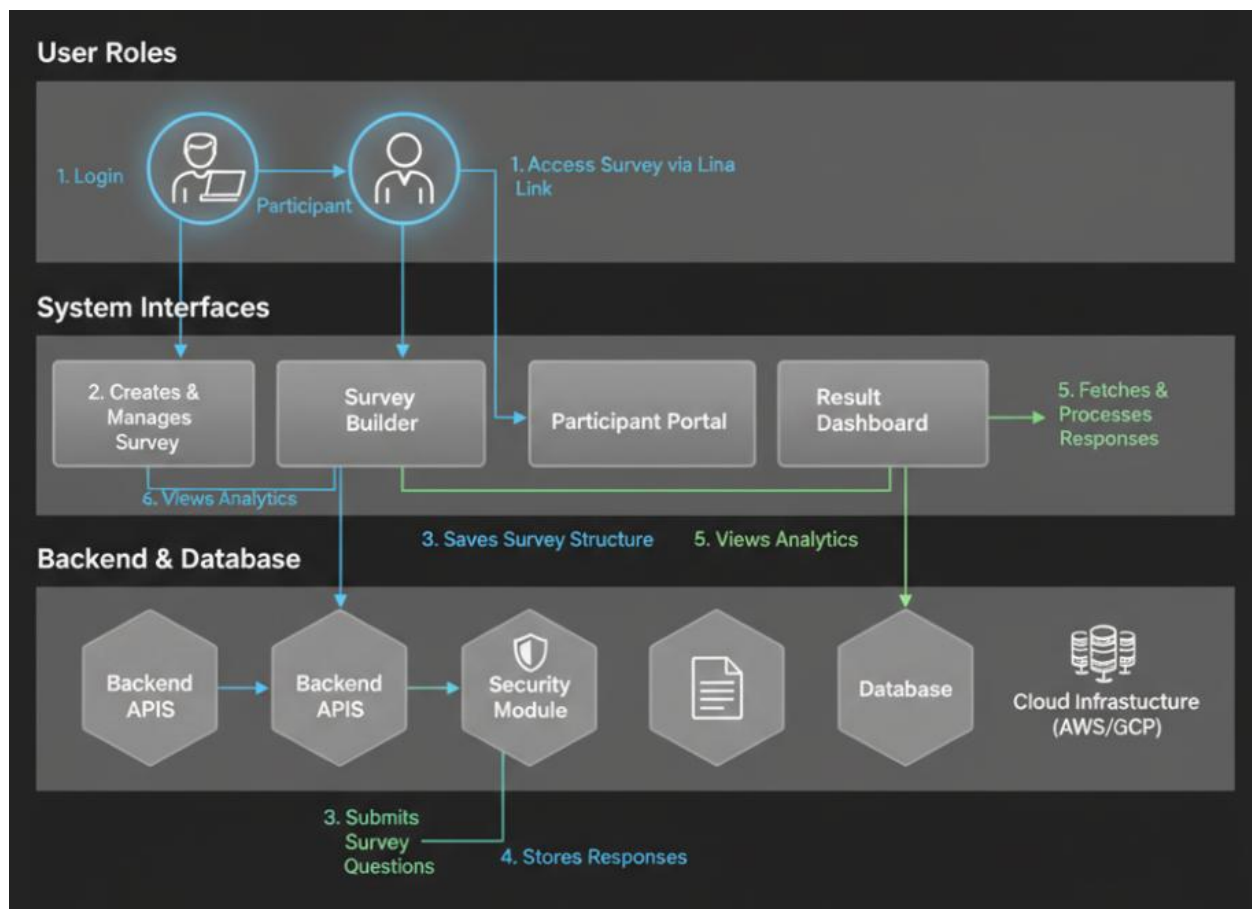 User Roles
1. Login
Participant
1. Access Survey via Lina
Link
System Interfaces
2. Creates &
Manages
Survey
Survey
Builder
Participant Portal
Result
Dashboard
5. Fetches &
Processes
Responses
6. Views Analytics
3. Saves Survey Structure
5. Views Analytics
Backend & Database
Backend
APIS
Backend
APIS
Security
Module
Database
Cloud Infrastucture
(AWS/GCP)
3. Submits
Survey
Questions
4. Stores Responses